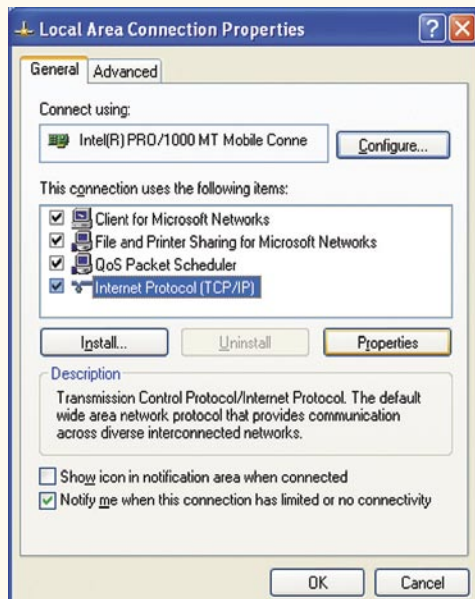 Local Area Connection Properties
General Advanced
Connect using:
Intel(R) PRO/1000 MT Mobile Conne
Configure...
This connection uses the following items:
Client for Microsoft Networks
File and Printer Sharing for Microsoft Networks
QoS Packet Scheduler
Internet Protocol (TCP/IP)
Install... Uninstall Properties
Description
Transmission Control Protocol/Internet Protocol. The default
wide area network protocol that provides communication
across diverse interconnected networks.
Show icon in notification area when connected
Notify me when this connection has limited or no connectivity
OK Cancel